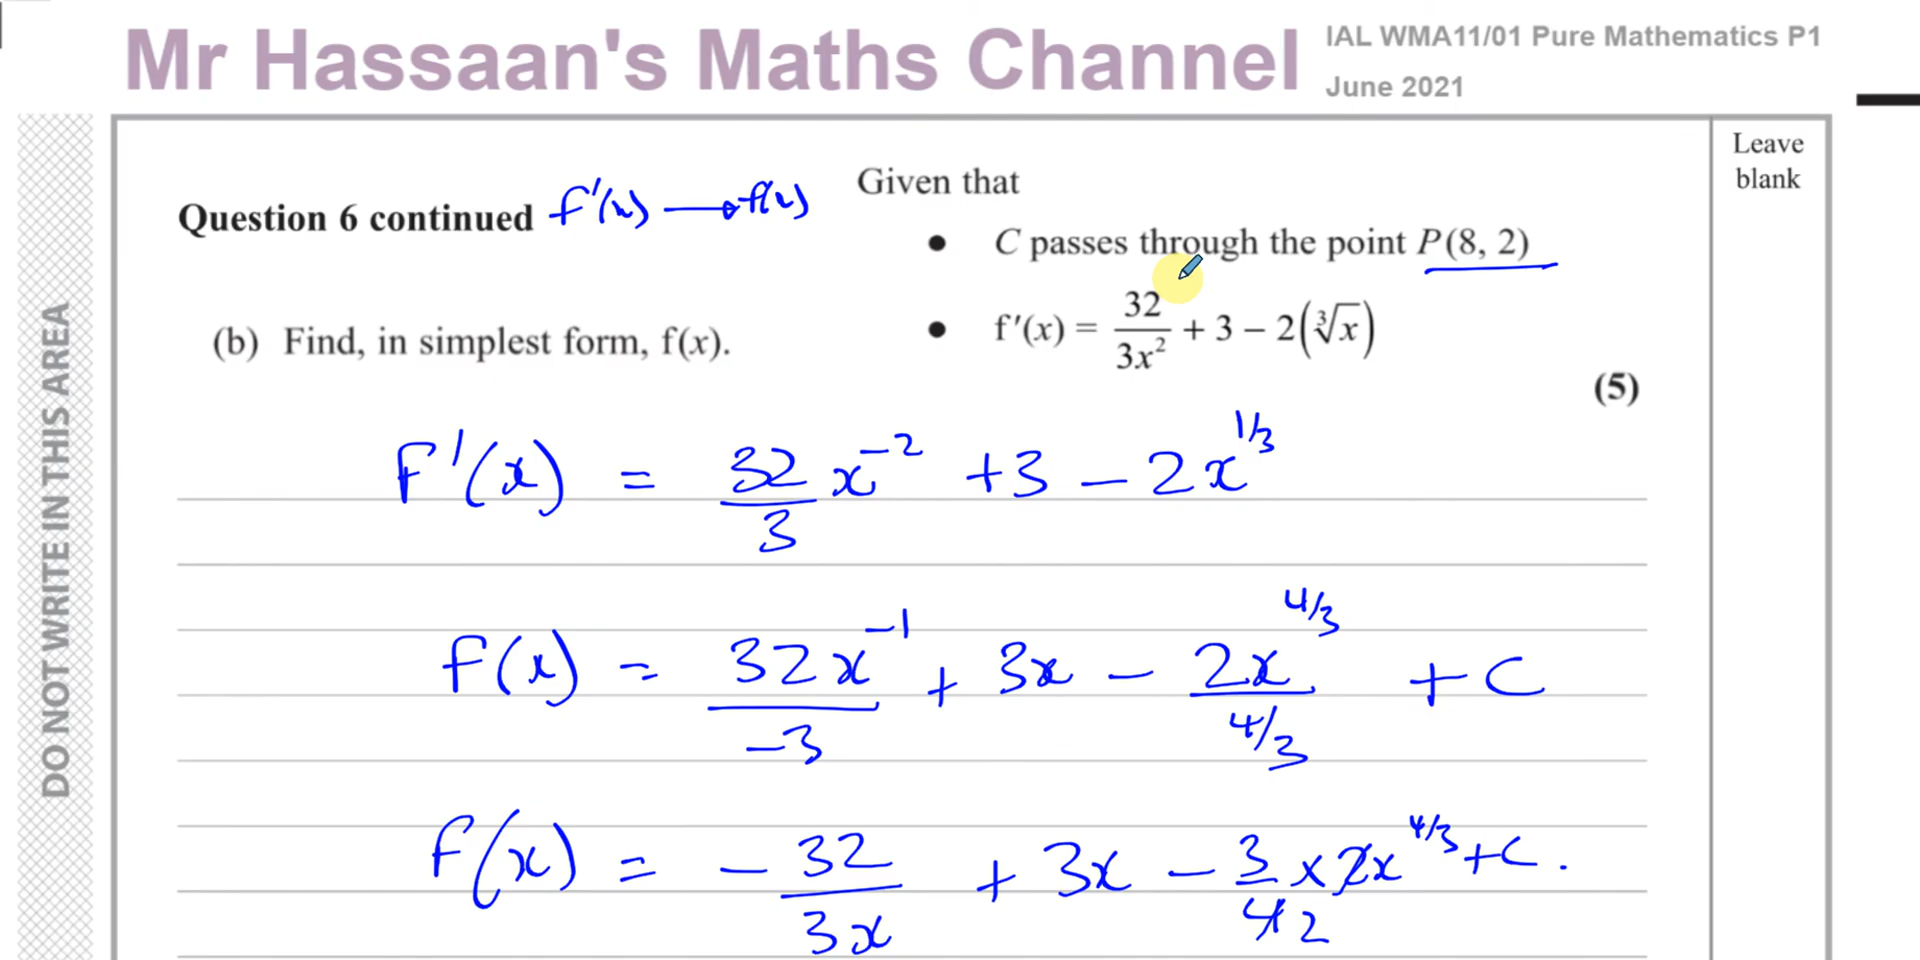 Mr Hassaan's Maths Channel
IAL WMA11/01 Pure Mathematics P1
June 2021
Leave
blank
DO NOT WRITE IN THIS AREA
Question 6 continued f'(x) ⟶ f(x)
Given that
• C passes through the point P(8, 2)
• f'(x) = 32/(3x²) + 3 − 2(∛x)
(b) Find, in simplest form, f(x).
(5)
f'(x) = 32/3 x⁻² + 3 − 2x^(1/3)
f(x) = 32x⁻¹/−3 + 3x − 2x^(4/3)/(4/3) + C
f(x) = −32/(3x) + 3x − 3/4 2 × 2x^(4/3) + C.